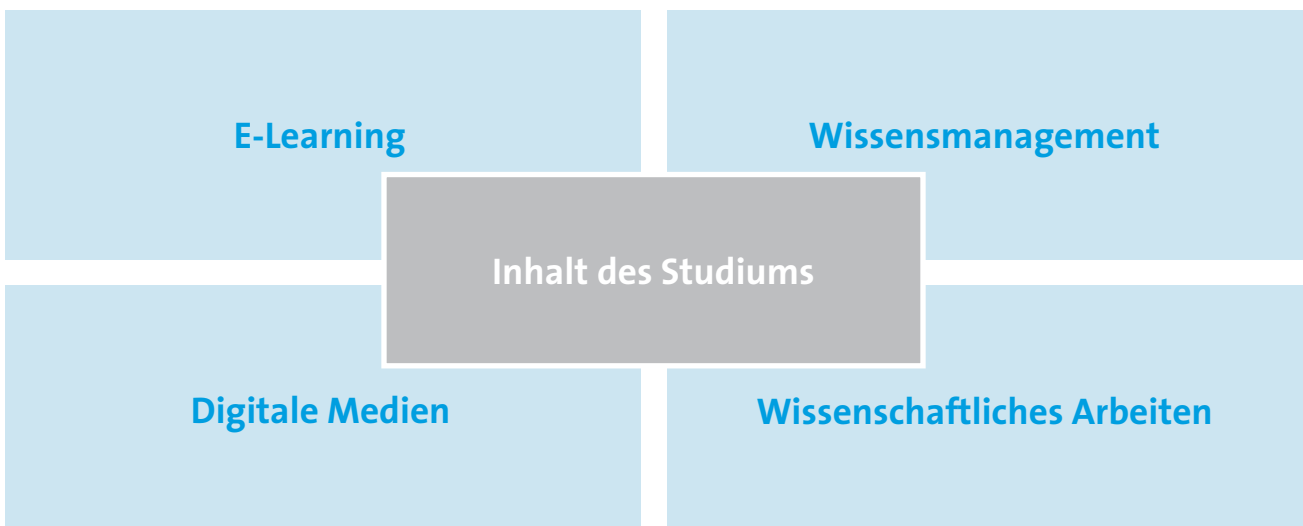 E-Learning
Wissensmanagement
Inhalt des Studiums
Digitale Medien
Wissenschaftliches Arbeiten